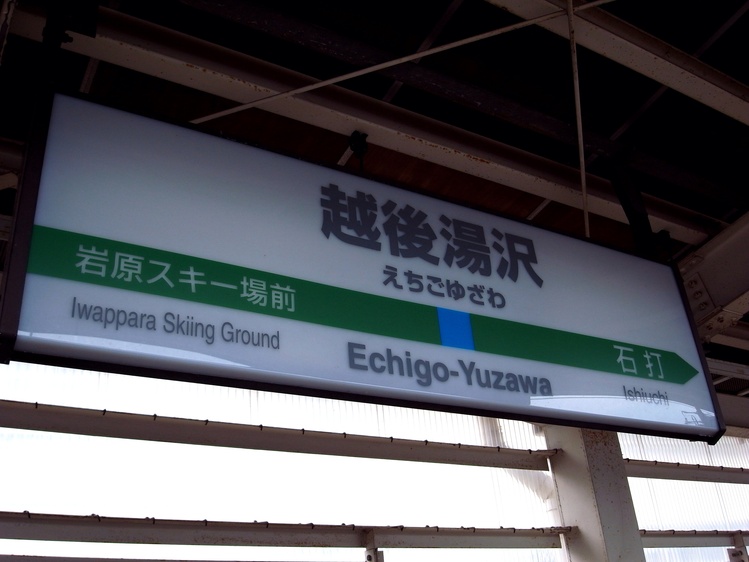 越後湯沢
えちごゆざわ
岩原スキー場前
石打
Iwappara Skiing Ground
Echigo-Yuzawa
Ishiuchi